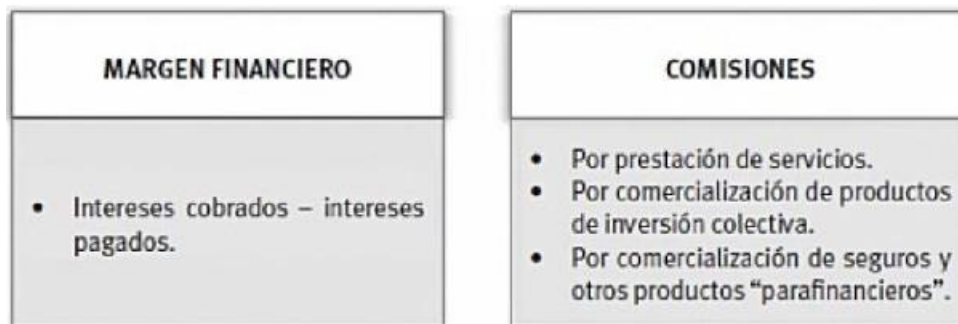 MARGEN FINANCIERO
• Intereses cobrados – intereses
pagados.
COMISIONES
• Por prestación de servicios.
• Por comercialización de productos
de inversión colectiva.
• Por comercialización de seguros y
otros productos “parafinancieros”.